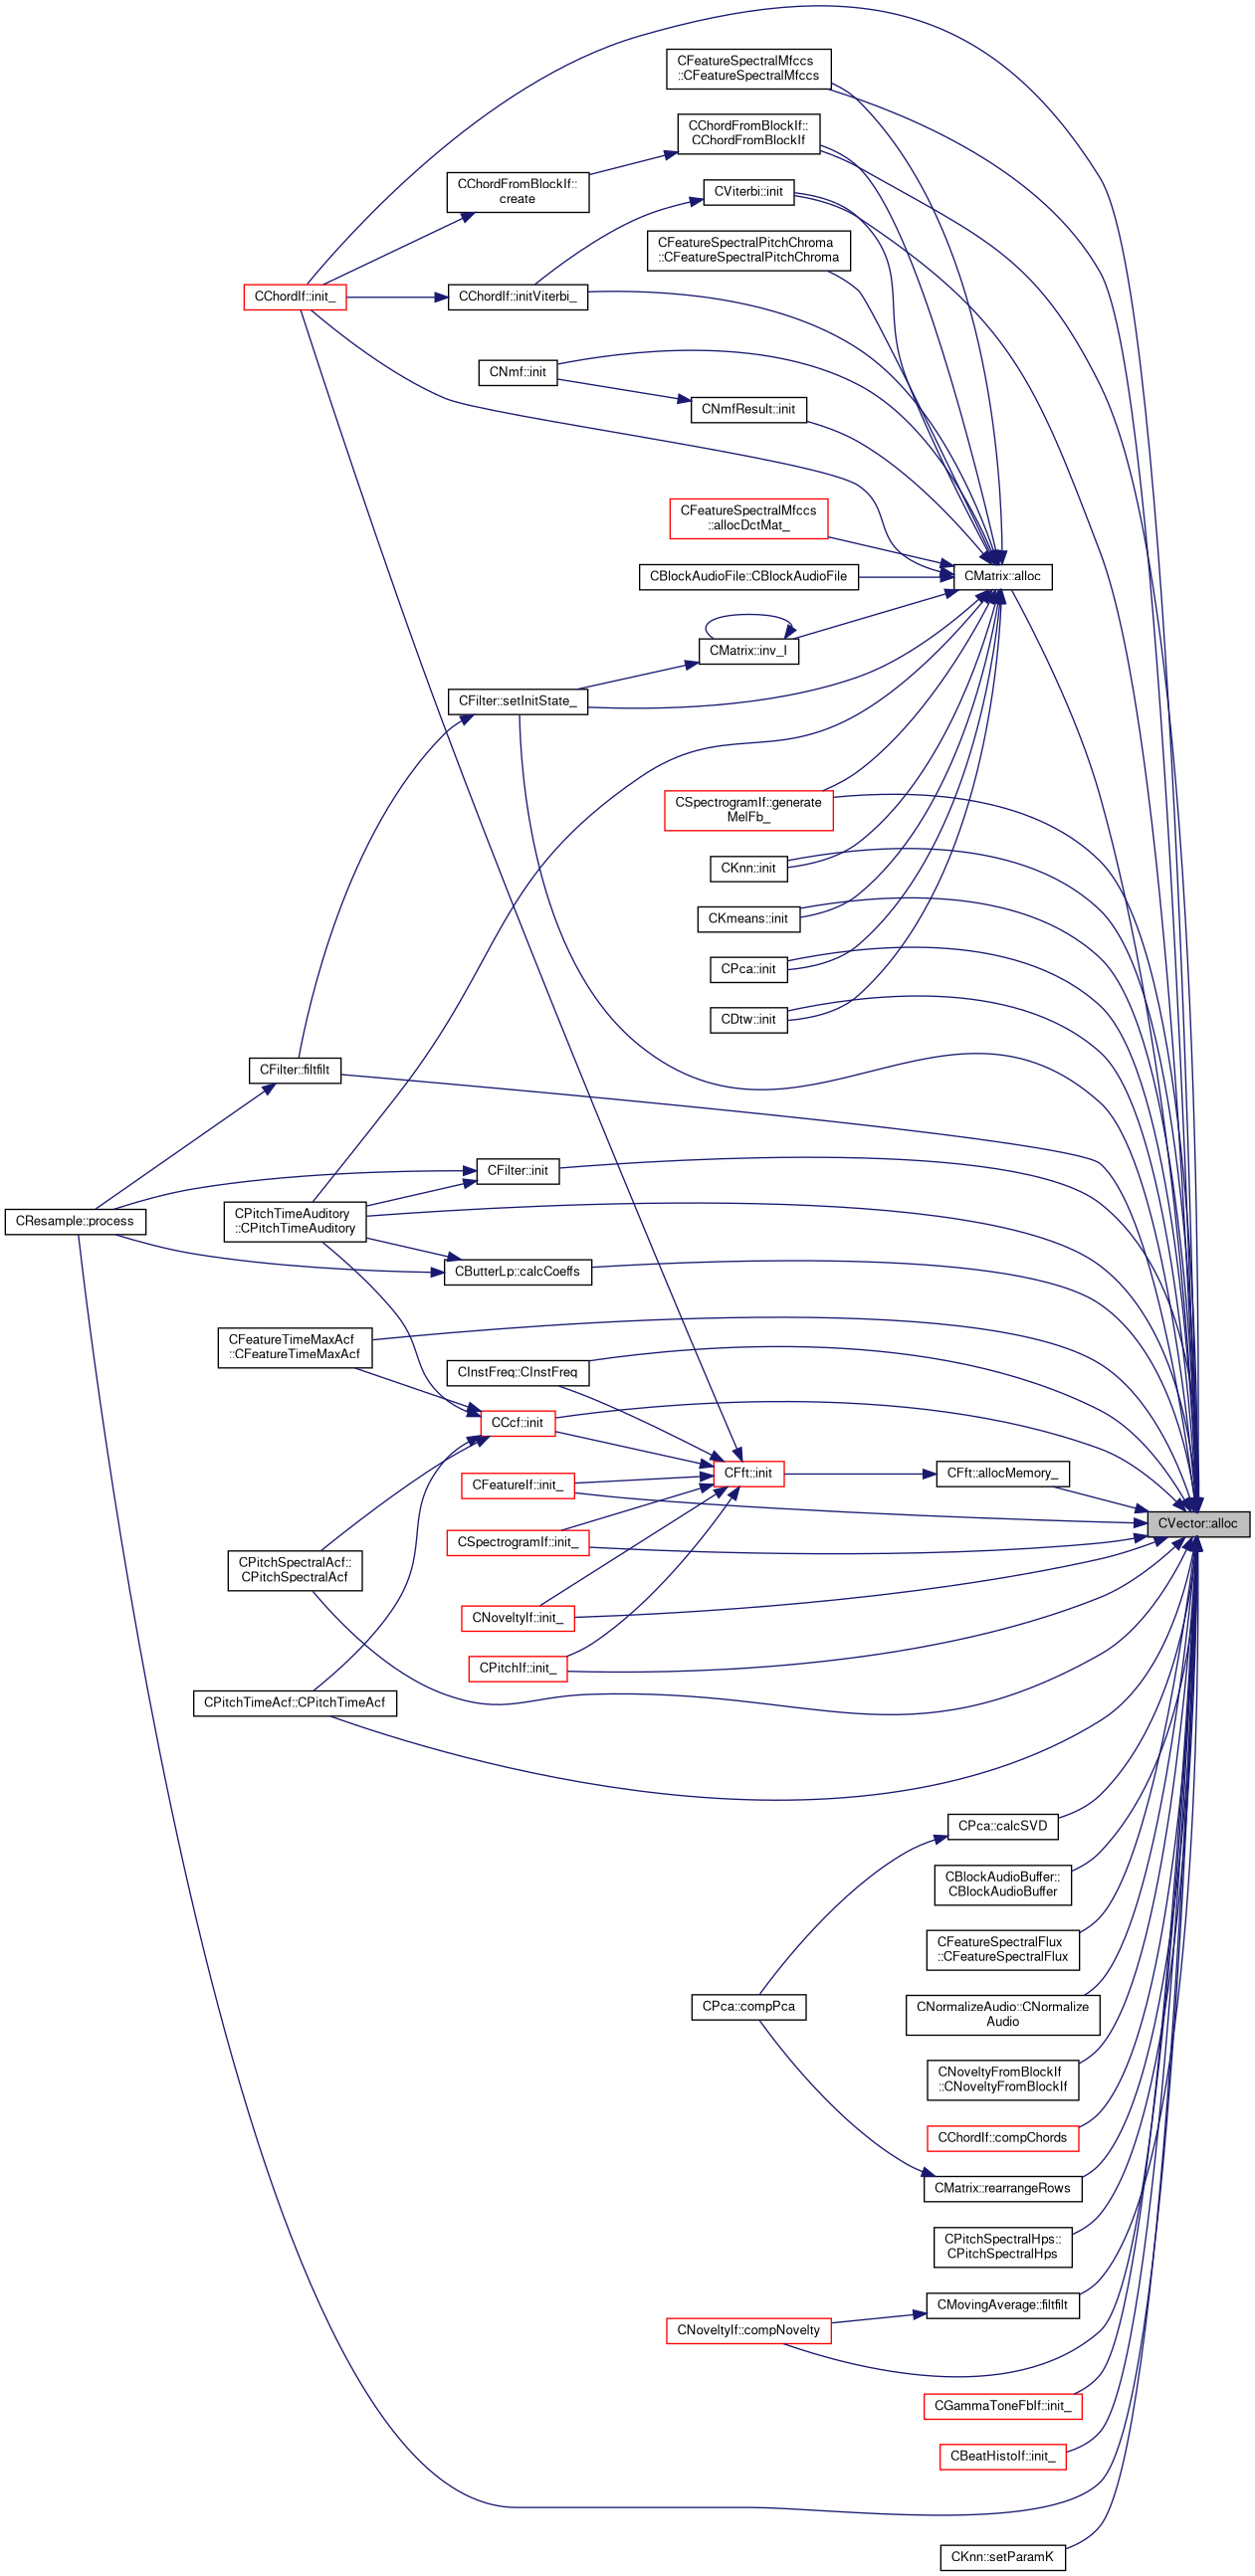 CFeatureSpectralMfccs
::CFeatureSpectralMfccs
CChordFromBlockIf::
CChordFromBlockIf
CChordFromBlockIf::
create
CViterbi::init
CFeatureSpectralPitchChroma
::CFeatureSpectralPitchChroma
CChordIf::init_
CChordIf::initViterbi_
CNmf::init
CNmfResult::init
CFeatureSpectralMfccs
::allocDctMat_
CBlockAudioFile::CBlockAudioFile
CMatrix::alloc
CMatrix::inv_I
CFilter::setInitState_
CSpectrogramIf::generate
MelFb_
CKnn::init
CKmeans::init
CPca::init
CDtw::init
CFilter::filtfilt
CFilter::init
CResample::process
CPitchTimeAuditory
::CPitchTimeAuditory
CButterLp::calcCoeffs
CFeatureTimeMaxAcf
::CFeatureTimeMaxAcf
CInstFreq::CInstFreq
CCcf::init
CFft::init
CFft::allocMemory_
CFeatureIf::init_
CVector::alloc
CSpectrogramIf::init_
CPitchSpectralAcf::
CPitchSpectralAcf
CNoveltyIf::init_
CPitchIf::init_
CPitchTimeAcf::CPitchTimeAcf
CPca::calcSVD
CBlockAudioBuffer::
CBlockAudioBuffer
CFeatureSpectralFlux
::CFeatureSpectralFlux
CPca::compPca
CNormalizeAudio::CNormalize
Audio
CNoveltyFromBlockIf
::CNoveltyFromBlockIf
CChordIf::compChords
CMatrix::rearrangeRows
CPitchSpectralHps::
CPitchSpectralHps
CMovingAverage::filtfilt
CNoveltyIf::compNovelty
CGammaToneFbIf::init_
CBeatHistoIf::init_
CKnn::setParamK